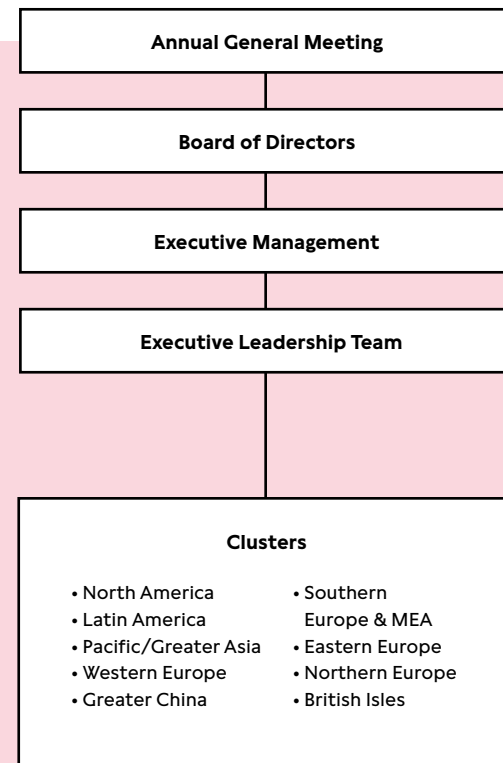 Annual General Meeting
Board of Directors
Executive Management
Executive Leadership Team
Clusters
• North America
• Latin America
• Pacific/Greater Asia
• Western Europe
• Greater China
• Southern
Europe & MEA
• Eastern Europe
• Northern Europe
• British Isles